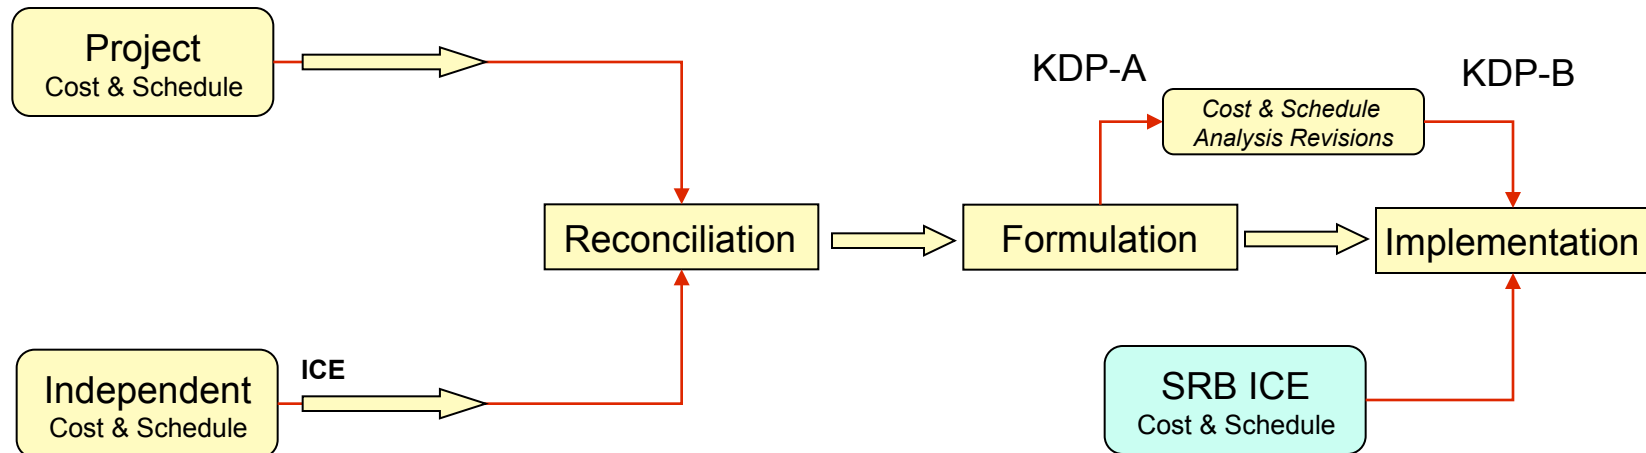 Project
Cost & Schedule
KDP-A
KDP-B
Cost & Schedule
Analysis Revisions
Reconciliation
Formulation
Implementation
ICE
Independent
Cost & Schedule
SRB ICE
Cost & Schedule